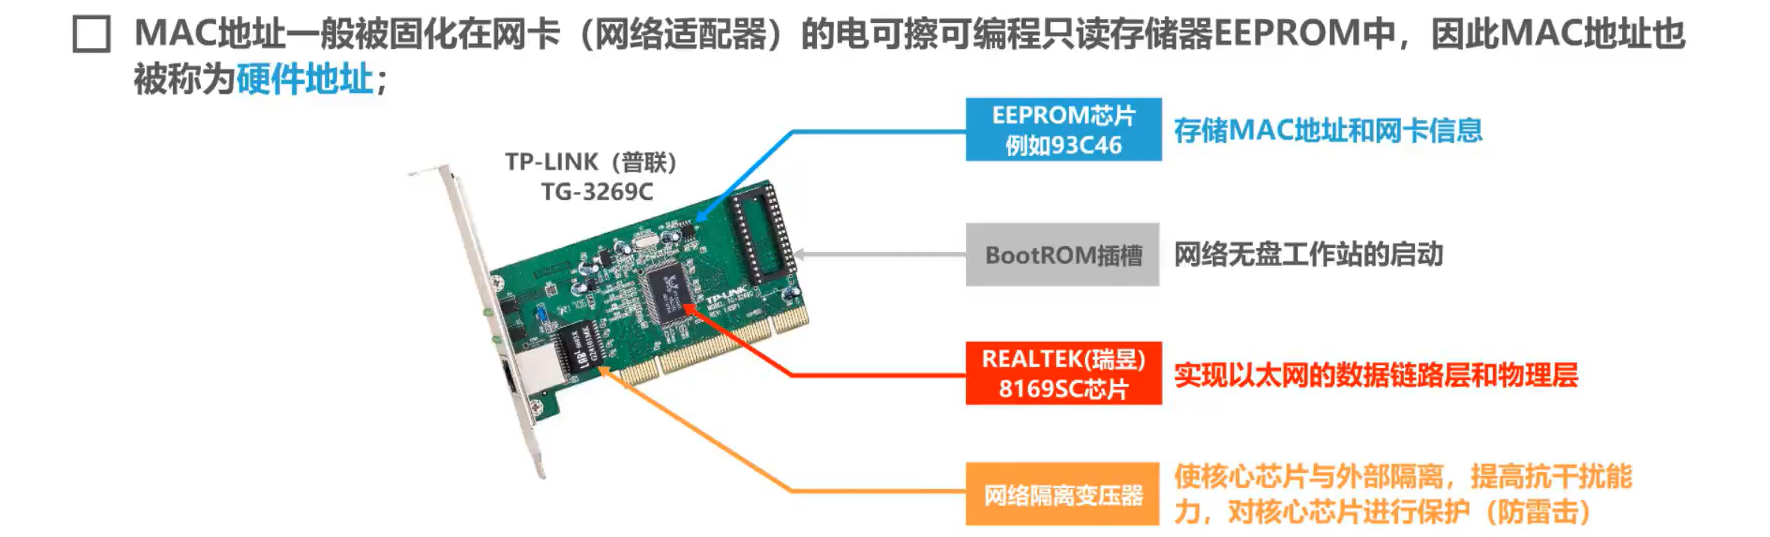 MAC地址一般被固化在网卡（网络适配器）的电可擦可编程只读存储器EEPROM中，因此MAC地址也
被称为硬件地址；
TP-LINK（普联）
TG-3269C
EEPROM芯片
例如93C46
存储MAC地址和网卡信息
BootROM插槽
网络无盘工作站的启动
REALTEK(瑞昱)
8169SC芯片
实现以太网的数据链路层和物理层
网络隔离变压器
使核心芯片与外部隔离，提高抗干扰能
力，对核心芯片进行保护（防雷击）
TP-LINK